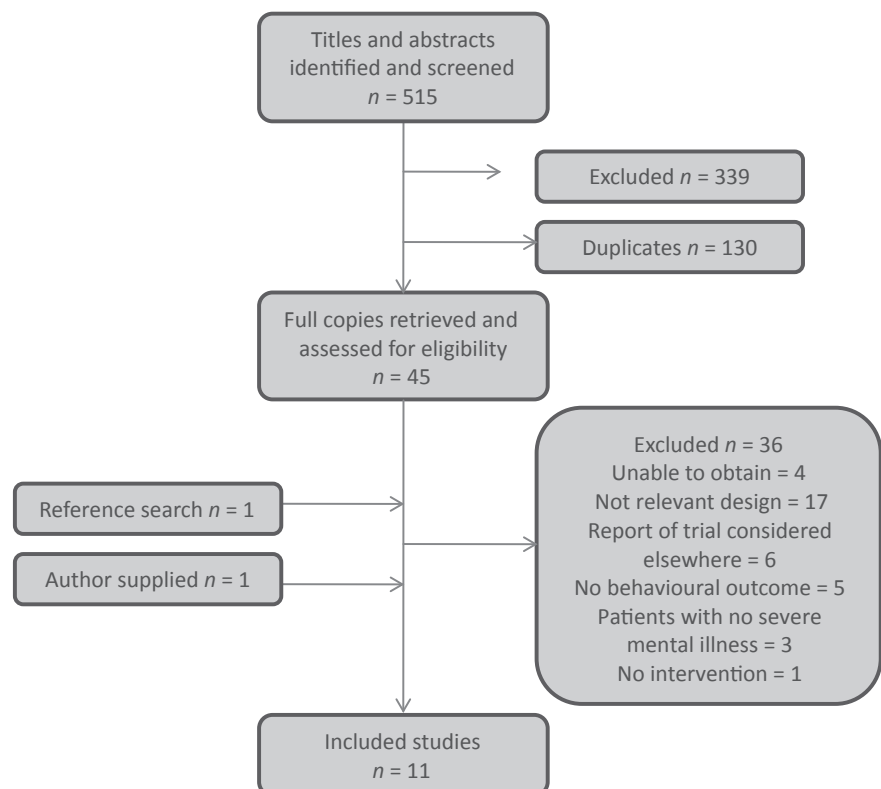 Titles and abstracts
identified and screened
n = 515
Excluded n = 339
Duplicates n = 130
Full copies retrieved and
assessed for eligibility
n = 45
Reference search n = 1
Author supplied n = 1
Excluded n = 36
Unable to obtain = 4
Not relevant design = 17
Report of trial considered
elsewhere = 6
No behavioural outcome = 5
Patients with no severe
mental illness = 3
No intervention = 1
Included studies
n = 11